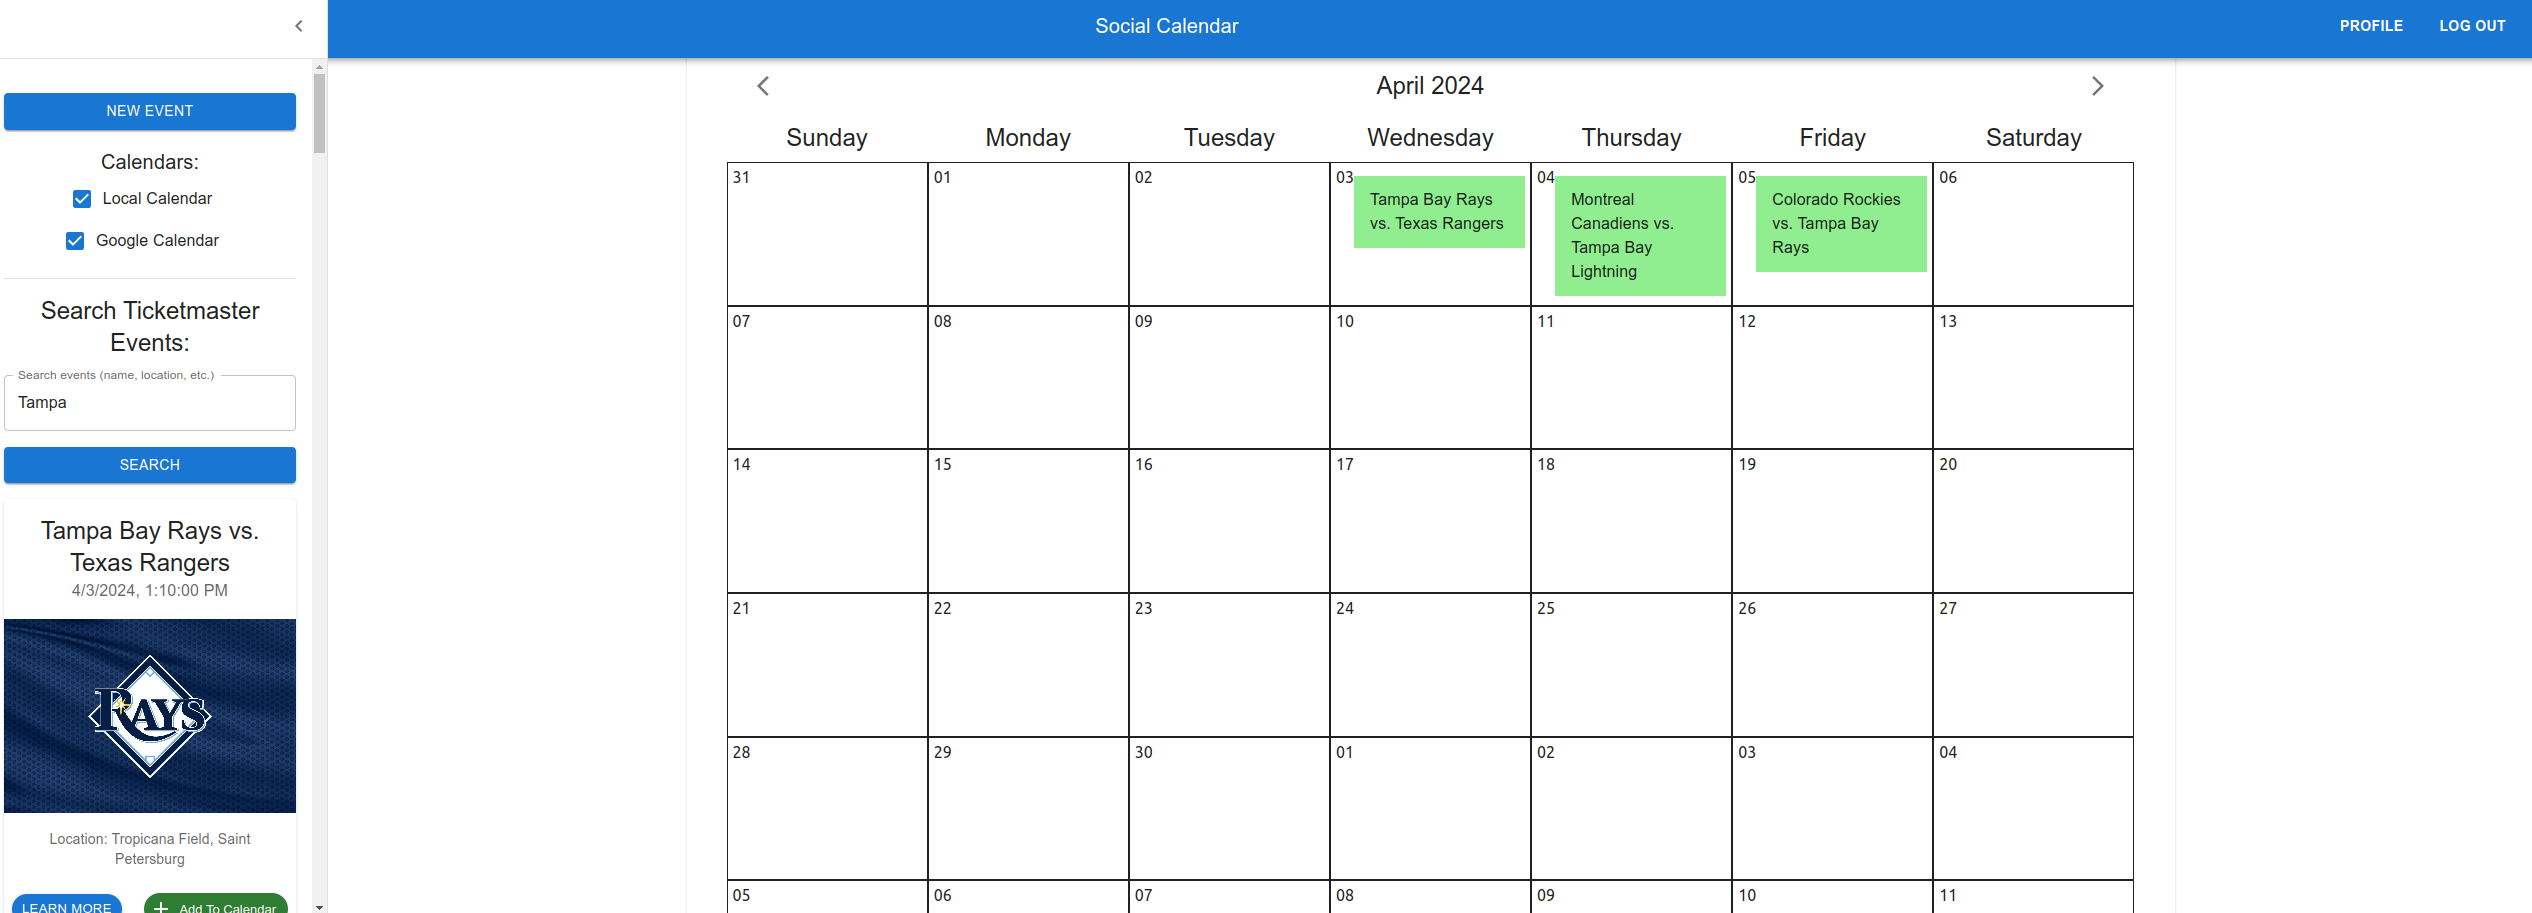 Social Calendar
PROFILE
LOG OUT
NEW EVENT
Calendars:
Local Calendar
Google Calendar
Search Ticketmaster
Events:
Search events (name, location, etc.)
Tampa
SEARCH
Tampa Bay Rays vs.
Texas Rangers
4/3/2024, 1:10:00 PM
RAYS
Location: Tropicana Field, Saint
Petersburg
LEARN MORE
Add To Calendar
April 2024
Sunday Monday Tuesday Wednesday Thursday Friday Saturday
31 01 02 03 04 05 06
Tampa Bay Rays
vs. Texas Rangers
Montreal
Canadiens vs.
Tampa Bay
Lightning
Colorado Rockies
vs. Tampa Bay
Rays
07 08 09 10 11 12 13
14 15 16 17 18 19 20
21 22 23 24 25 26 27
28 29 30 01 02 03 04
05 06 07 08 09 10 11